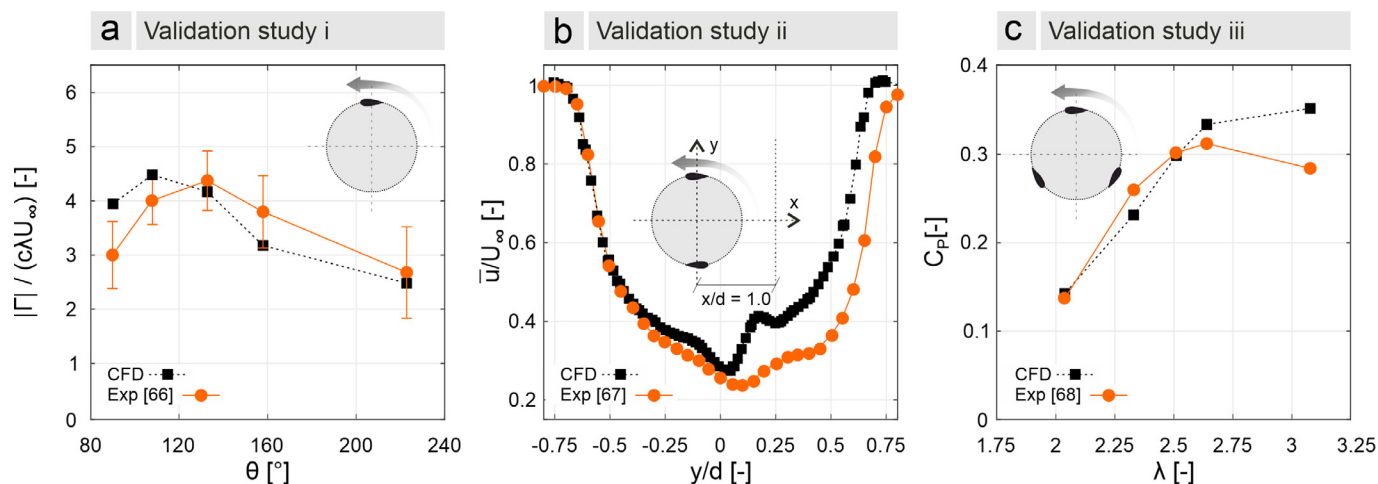 a Validation study i
|Γ| / (cλU∞) [-]
6
5
4
3
2
1
0
CFD
Exp [66]
80 120 160 200 240
θ [°]
b Validation study ii
u̅/U∞ [-]
1
0.8
0.6
0.4
0.2
y
x
x/d = 1.0
CFD
Exp [67]
-0.75 -0.5 -0.25 0 0.25 0.5 0.75
y/d [-]
c Validation study iii
C_P[-]
0.4
0.3
0.2
0.1
0
CFD
Exp [68]
1.75 2 2.25 2.5 2.75 3 3.25
λ [-]